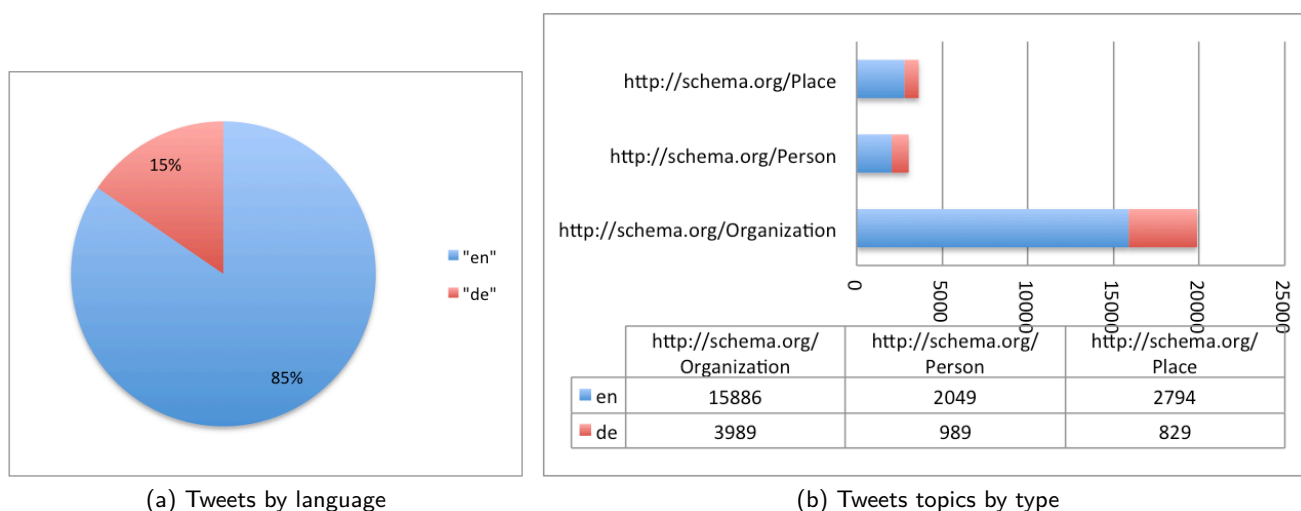 15%
85%
"en"
"de"
(a) Tweets by language
http://schema.org/Place
http://schema.org/Person
http://schema.org/Organization
0
5000
10000
15000
20000
25000
http://schema.org/ http://schema.org/ http://schema.org/
Organization Person Place
en 15886 2049 2794
de 3989 989 829
(b) Tweets topics by type